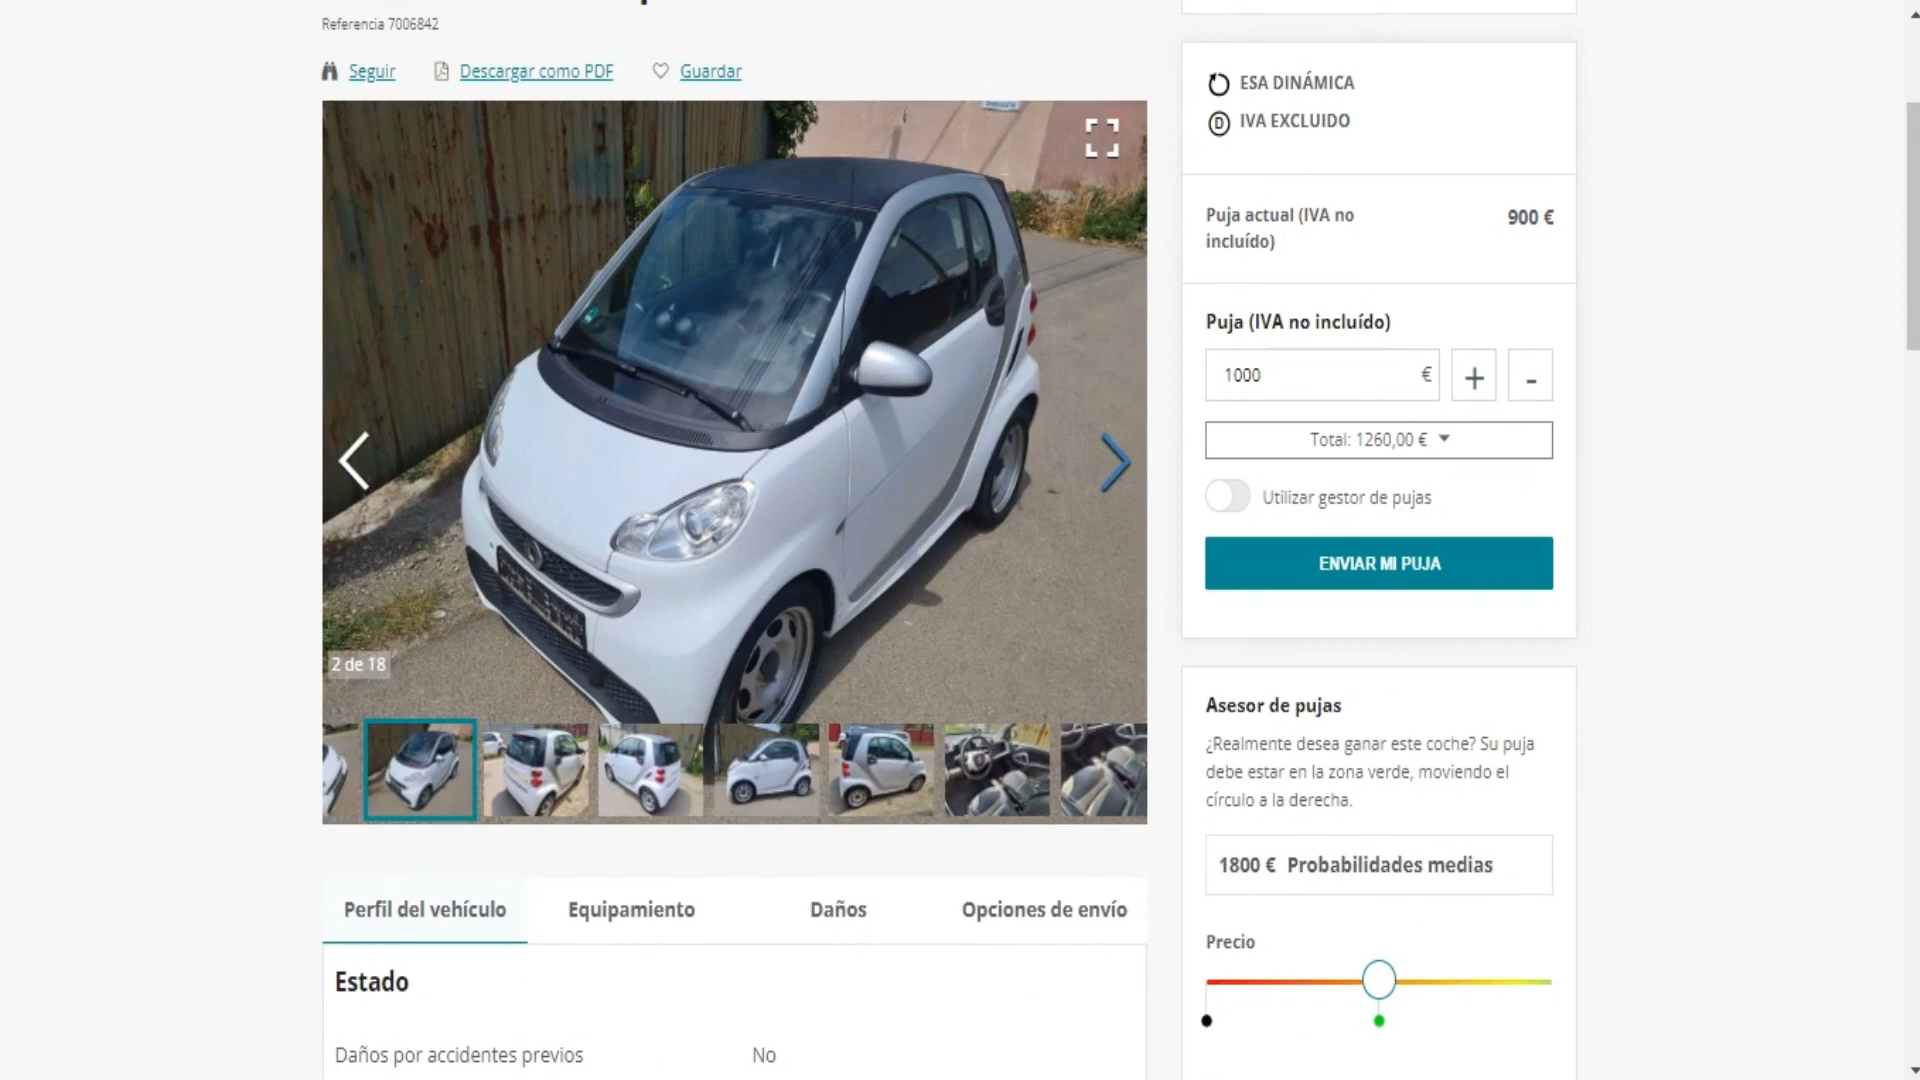 Referencia 7006842
Seguir
Descargar como PDF
Guardar
2 de 18
Perfil del vehículo
Equipamiento
Daños
Opciones de envío
Estado
Daños por accidentes previos
No
ESA DINÁMICA
D
IVA EXCLUIDO
Puja actual (IVA no
incluído)
900 €
Puja (IVA no incluído)
1000 €
+
-
Total: 1260,00 €
Utilizar gestor de pujas
ENVIAR MI PUJA
Asesor de pujas
¿Realmente desea ganar este coche? Su puja
debe estar en la zona verde, moviendo el
círculo a la derecha.
1800 € Probabilidades medias
Precio